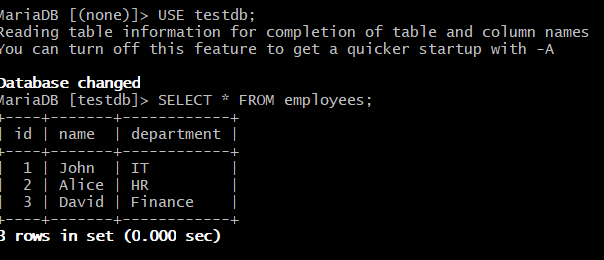 MariaDB [(none)]> USE testdb;
Reading table information for completion of table and column names
You can turn off this feature to get a quicker startup with -A
Database changed
MariaDB [testdb]> SELECT * FROM employees;
+----+-------+------------+
| id | name  | department |
+----+-------+------------+
|  1 | John  | IT         |
|  2 | Alice | HR         |
|  3 | David | Finance    |
+----+-------+------------+
3 rows in set (0.000 sec)